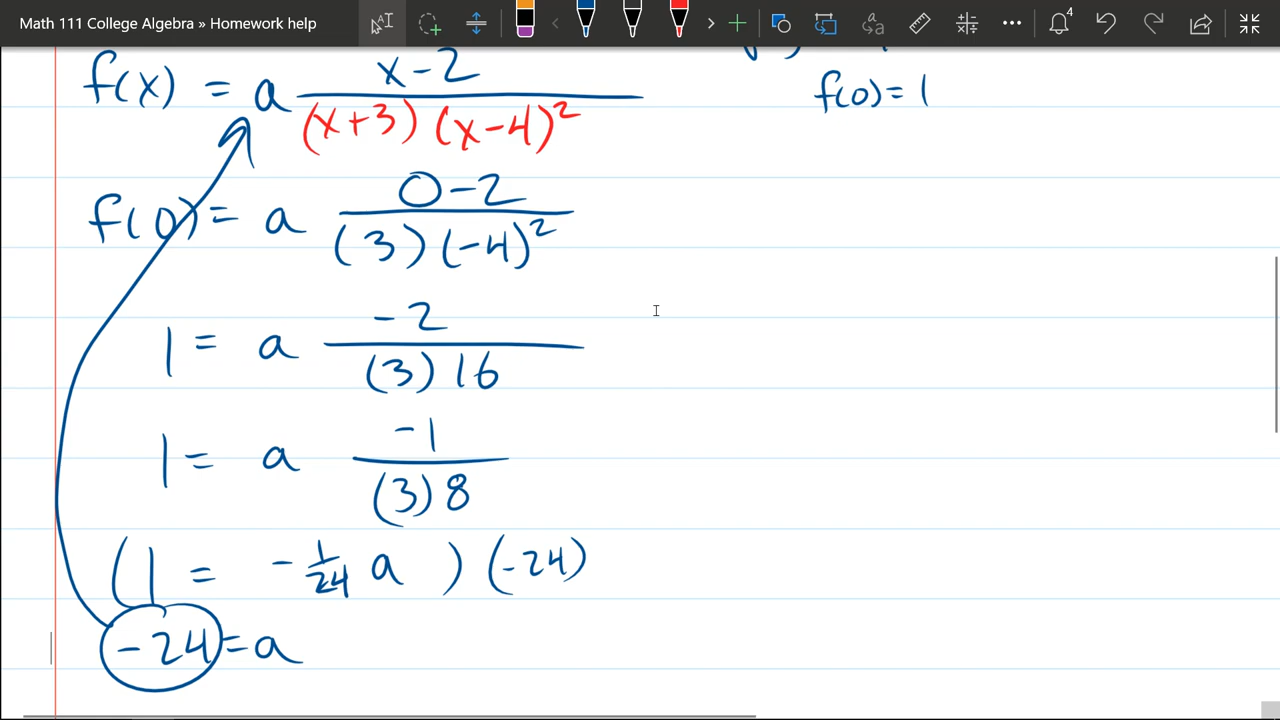 Math 111 College Algebra » Homework help
4
f(x) = a (x-2)/((x+3)(x-4)²)
f(0)= 1
f(0)= a (0-2)/((3)(-4)²)
1 = a (-2)/((3)16)
1 = a (-1)/((3)8)
(1 = -1/24 a) (-24)
-24 = a